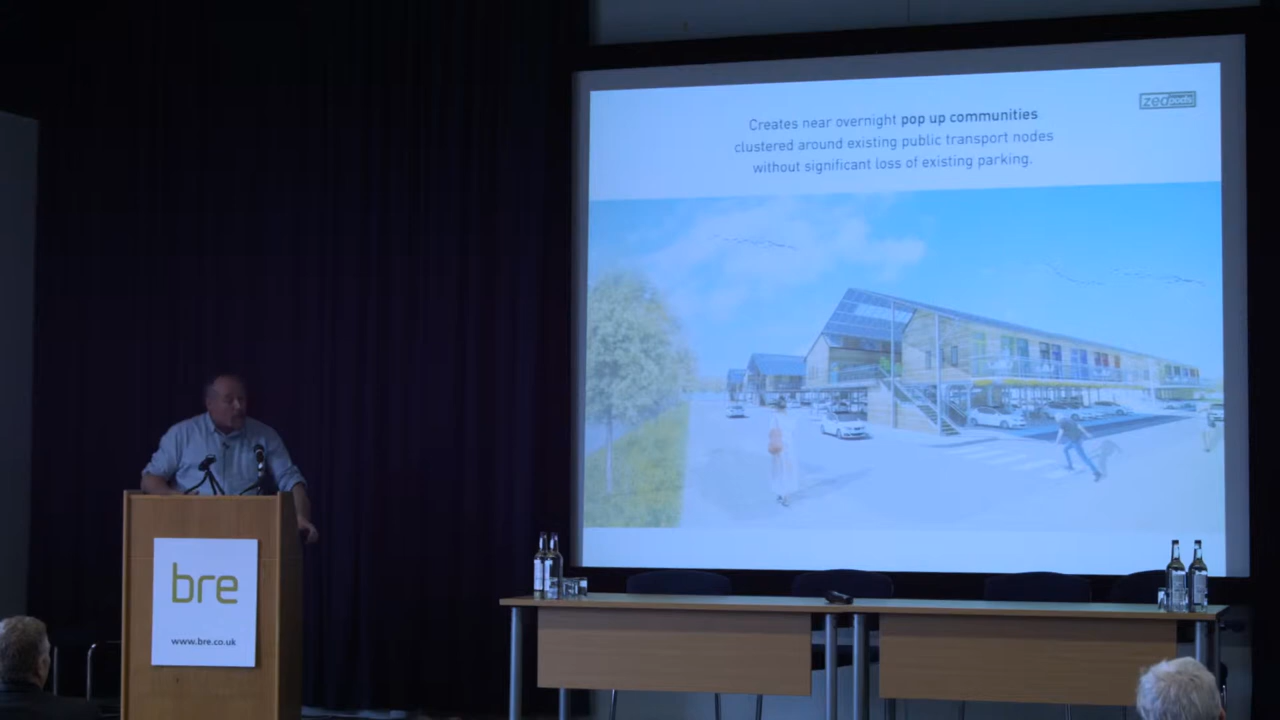 Creates near overnight pop up communities
clustered around existing public transport nodes
without significant loss of existing parking.
zedpods
bre
www.bre.co.uk